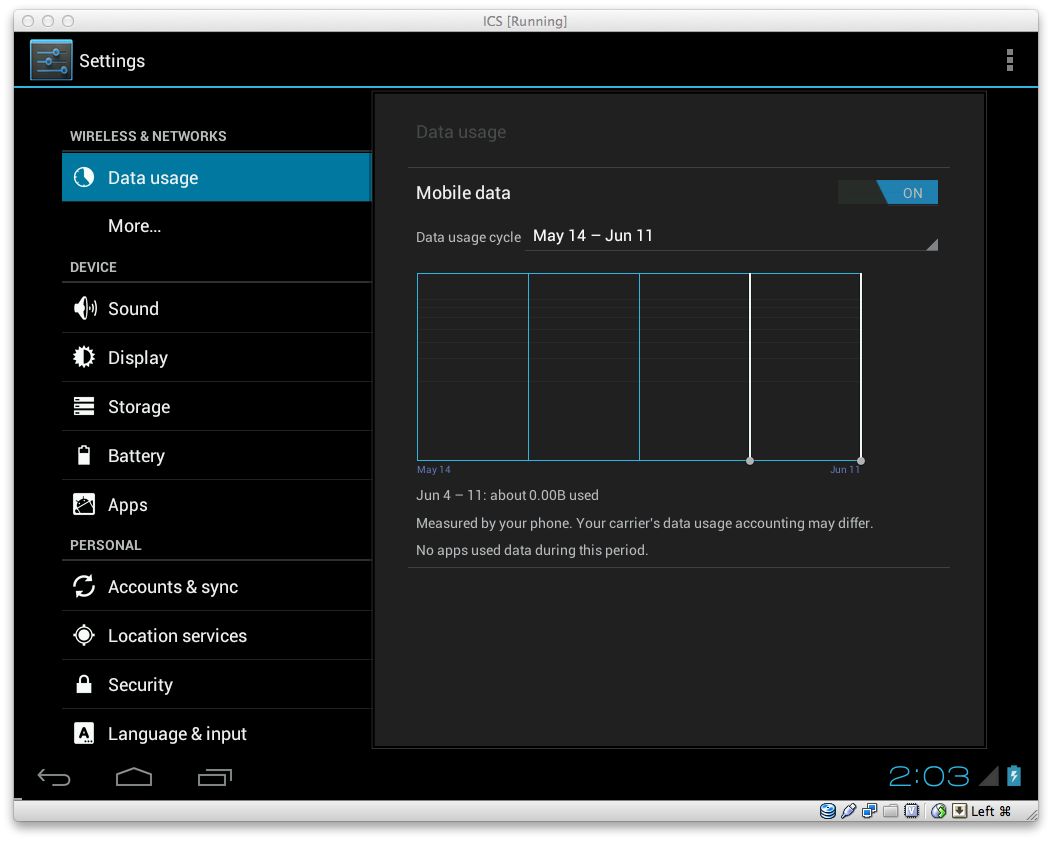 ICS [Running]
Settings
WIRELESS & NETWORKS
Data usage
More...
DEVICE
Sound
Display
Storage
Battery
Apps
PERSONAL
Accounts & sync
Location services
Security
Language & input
Data usage
Mobile data
ON
Data usage cycle May 14 – Jun 11
May 14 Jun 11
Jun 4 – 11: about 0.00B used
Measured by your phone. Your carrier's data usage accounting may differ.
No apps used data during this period.
2:03
Left ⌘